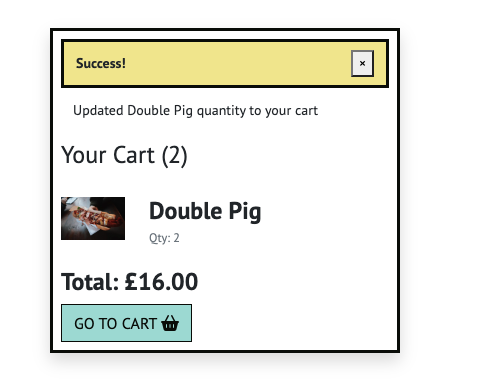 Success!
×
Updated Double Pig quantity to your cart
Your Cart (2)
Double Pig
Qty: 2
Total: £16.00
GO TO CART